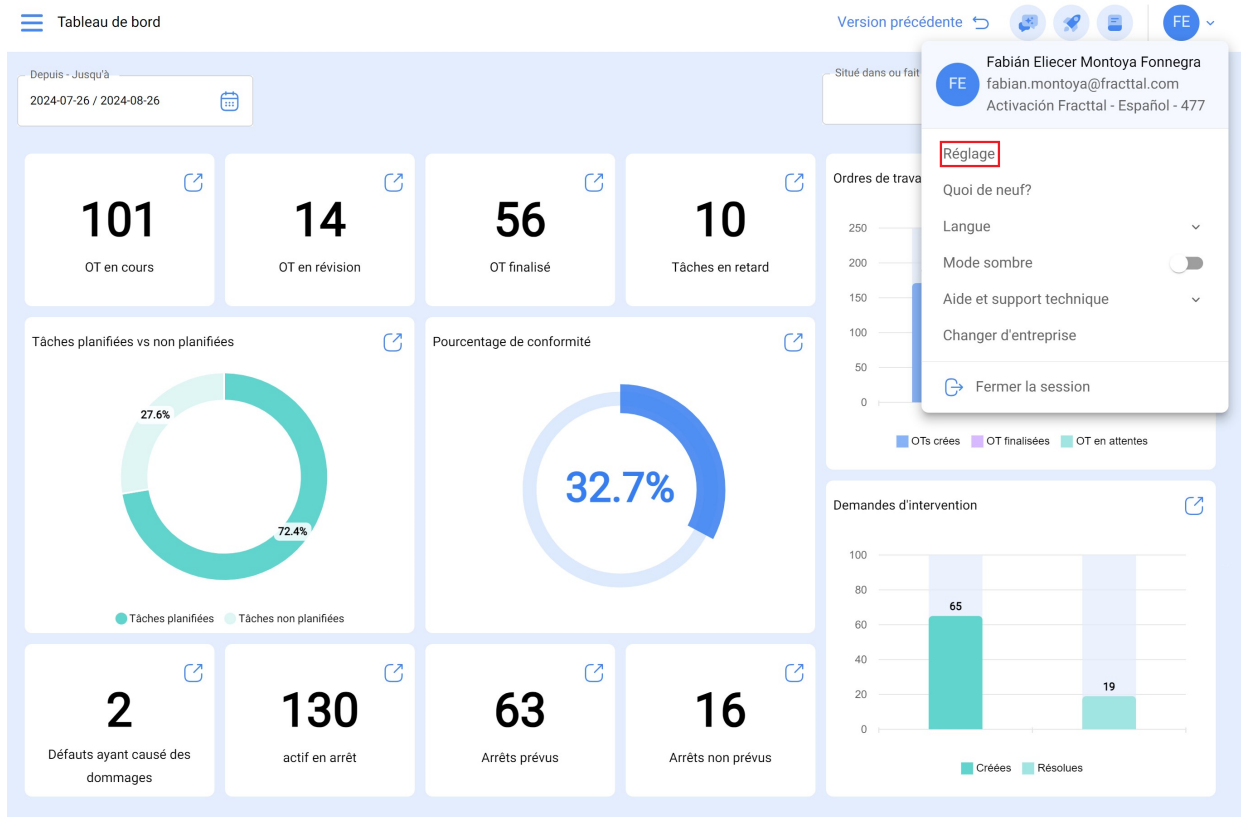 Tableau de bord
Version précédente
FE
Depuis - Jusqu'à
2024-07-26 / 2024-08-26
Situé dans ou fait
FE
Fabián Eliecer Montoya Fonnegra
fabian.montoya@fracttal.com
Activación Fracttal - Español - 477
Réglage
Quoi de neuf?
Langue
Mode sombre
Aide et support technique
Changer d'entreprise
Fermer la session
101
OT en cours
14
OT en révision
56
OT finalisé
10
Tâches en retard
Ordres de trava
250
200
150
100
50
0
OTs crées
OT finalisées
OT en attentes
Tâches planifiées vs non planifiées
27.6%
72.4%
Tâches planifiées
Tâches non planifiées
Pourcentage de conformité
32.7%
Demandes d'intervention
100
80
60
40
20
0
65
19
Créées
Résolues
2
Défauts ayant causé des
dommages
130
actif en arrêt
63
Arrêts prévus
16
Arrêts non prévus